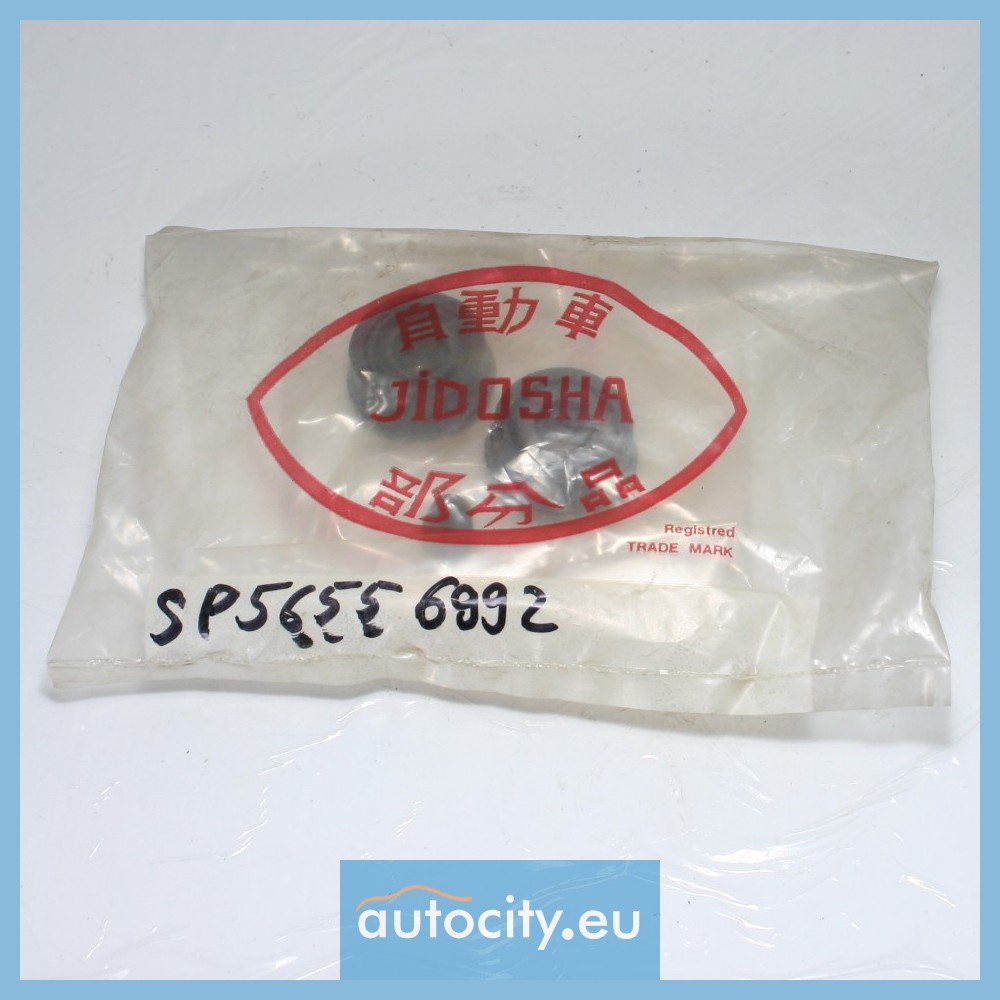 自動車
JIDOSHA
部分品
Registred
TRADE MARK
SP5655 6992
autocity.eu